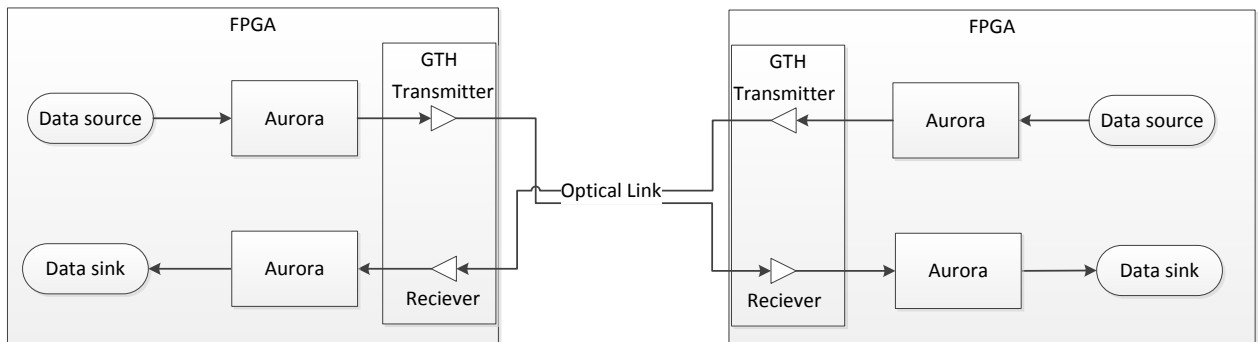 FPGA
GTH
Transmitter
Data source
Aurora
Data sink
Aurora
Reciever
Optical Link
FPGA
GTH
Transmitter
Aurora
Data source
Reciever
Aurora
Data sink